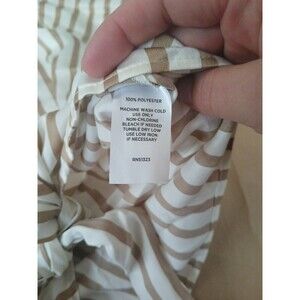 100% POLYESTER
MACHINE WASH COLD
USE ONLY
NON-CHLORINE
BLEACH IF NEEDED
TUMBLE DRY LOW
USE LOW IRON
IF NECESSARY
RN51323